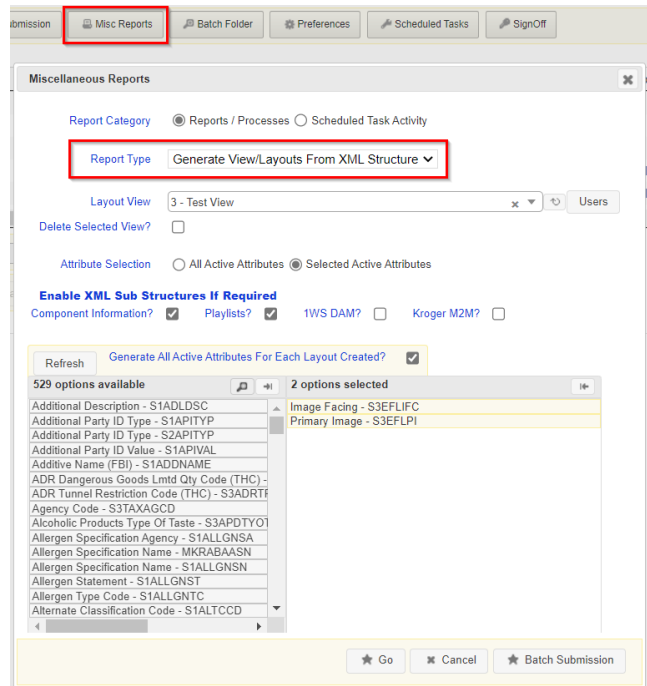 bmission Misc Reports Batch Folder Preferences Scheduled Tasks SignOff
Miscellaneous Reports
Report Category Reports / Processes Scheduled Task Activity
Report Type Generate View/Layouts From XML Structure
Layout View 3 - Test View Users
Delete Selected View?
Attribute Selection All Active Attributes Selected Active Attributes
Enable XML Sub Structures If Required
Component Information? Playlists? 1WS DAM? Kroger M2M?
Refresh Generate All Active Attributes For Each Layout Created?
529 options available 2 options selected
Additional Description - S1ADLDSC Image Facing - S3EFLIFC
Additional Party ID Type - S1APITYP Primary Image - S3EFLPI
Additional Party ID Type - S2APITYP
Additional Party ID Value - S1APIVAL
Additive Name (FBI) - S1ADDNAME
ADR Dangerous Goods Lmtd Qty Code (THC) -
ADR Tunnel Restriction Code (THC) - S3ADRTF
Agency Code - S3TAXAGCD
Alcoholic Products Type Of Taste - S3APDTYOT
Allergen Specification Agency - S1ALLGNSA
Allergen Specification Name - MKRABAASN
Allergen Specification Name - S1ALLGNSN
Allergen Statement - S1ALLGNST
Allergen Type Code - S1ALLGNTC
Alternate Classification Code - S1ALTCCD
Go Cancel Batch Submission